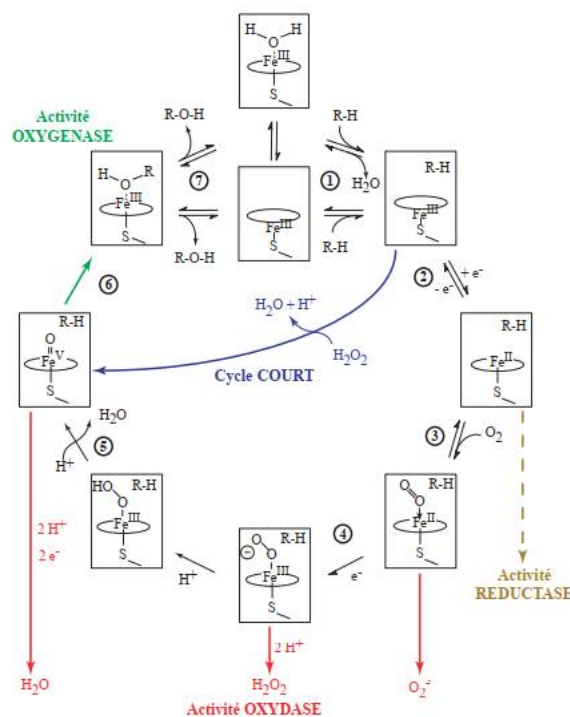 H H
O
Fe III
S
Activité
OXYGENASE
R-O-H
R-H
H R
O
Fe III
S
⑦
①
H2O
Fe III
S
R-H
Fe III
S
R-O-H
R-H
②
+ e-
- e-
⑥
H2O + H+
H2O2
Cycle COURT
R-H
O
Fe V
S
R-H
Fe II
S
③
O2
H2O
⑤
H+
HO R-H
O
Fe III
S
④
O R-H
O
Fe II
S
2 H+
2 e-
H+
O R-H
⊖ O
Fe III
S
e-
Activité
REDUCTASE
2 H+
H2O
H2O2
Activité OXYDASE